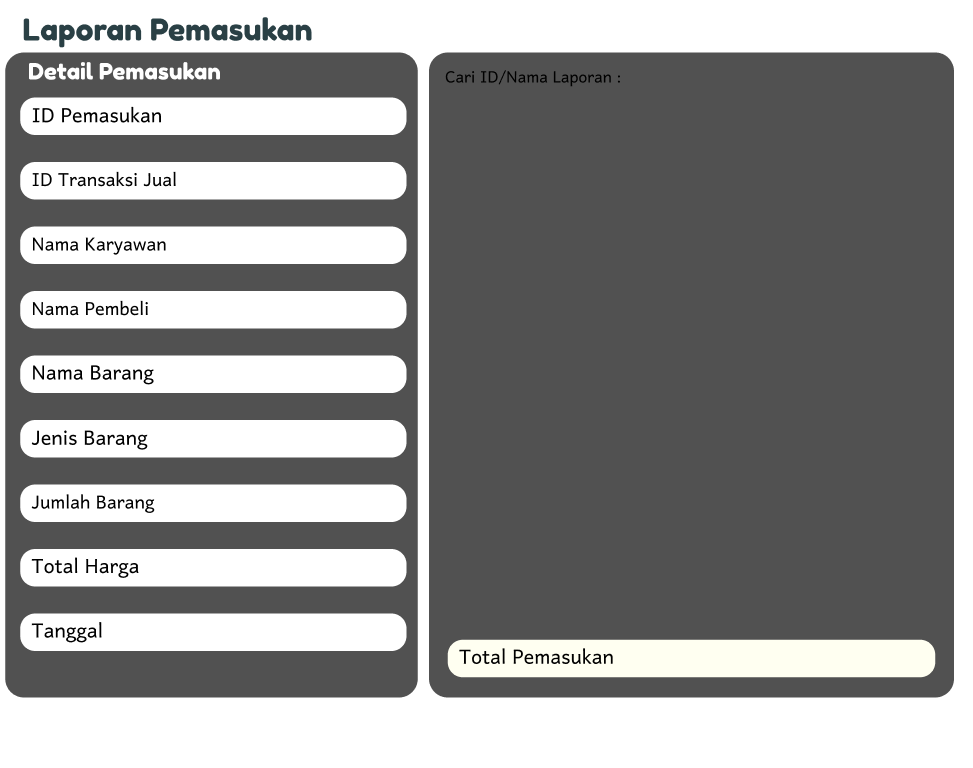 Laporan Pemasukan
Detail Pemasukan
ID Pemasukan
ID Transaksi Jual
Nama Karyawan
Nama Pembeli
Nama Barang
Jenis Barang
Jumlah Barang
Total Harga
Tanggal
Cari ID/Nama Laporan :
Total Pemasukan